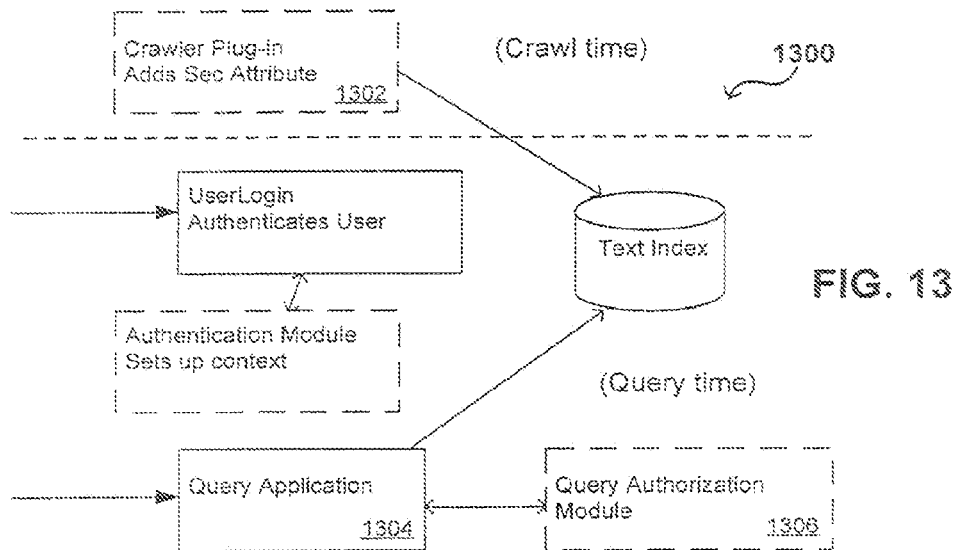 Crawler Plug-in
Adds Sec Attribute
1302
(Crawl time)
1300
UserLogin
Authenticates User
Text Index
FIG. 13
Authentication Module
Sets up context
(Query time)
Query Application
1304
Query Authorization
Module
1306